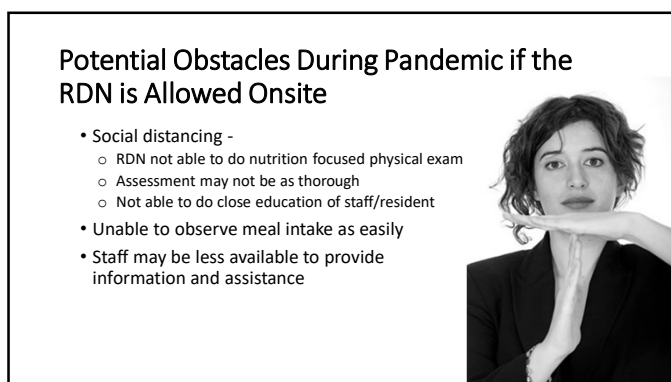 Potential Obstacles During Pandemic if the
RDN is Allowed Onsite
• Social distancing -
o RDN not able to do nutrition focused physical exam
o Assessment may not be as thorough
o Not able to do close education of staff/resident
• Unable to observe meal intake as easily
• Staff may be less available to provide
information and assistance